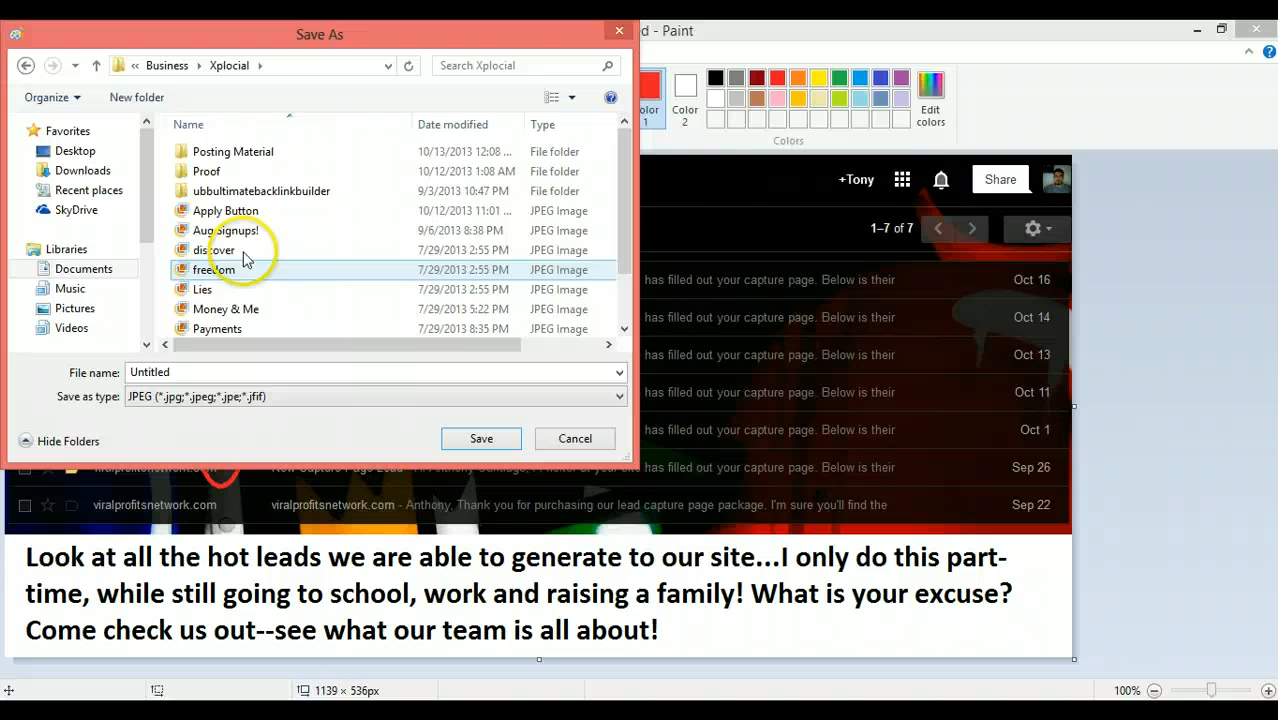 Save As
d - Paint
Business
Xplocial
Search Xplocial
Organize
New folder
Name
Date modified
Type
Favorites
Desktop
Downloads
Recent places
SkyDrive
Libraries
Documents
Music
Pictures
Videos
Posting Material 10/13/2013 12:08 ... File folder
Proof 10/12/2013 1:08 AM File folder
ubbultimatebacklinkbuilder 9/3/2013 10:47 PM File folder
Apply Button 10/12/2013 11:01 ... JPEG Image
Aug Signups! 9/6/2013 8:38 PM JPEG Image
discover 7/29/2013 2:55 PM JPEG Image
freedom 7/29/2013 2:55 PM JPEG Image
Lies 7/29/2013 2:55 PM JPEG Image
Money & Me 7/29/2013 5:22 PM JPEG Image
Payments 7/29/2013 8:35 PM JPEG Image
File name: Untitled
Save as type: JPEG (*.jpg;*.jpeg;*.jpe;*.jfif)
Hide Folders
Save
Cancel
olor 1
Color 2
Edit colors
Colors
+Tony
Share
1–7 of 7
has filled out your capture page. Below is their Oct 16
has filled out your capture page. Below is their Oct 14
has filled out your capture page. Below is their Oct 13
has filled out your capture page. Below is their Oct 11
has filled out your capture page. Below is their Oct 1
has filled out your capture page. Below is their Sep 26
viralprofitsnetwork.com viralprofitsnetwork.com - Anthony, Thank you for purchasing our lead capture page package. I'm sure you'll find the Sep 22
Look at all the hot leads we are able to generate to our site...I only do this part-
time, while still going to school, work and raising a family! What is your excuse?
Come check us out--see what our team is all about!
1139 × 536px
100%